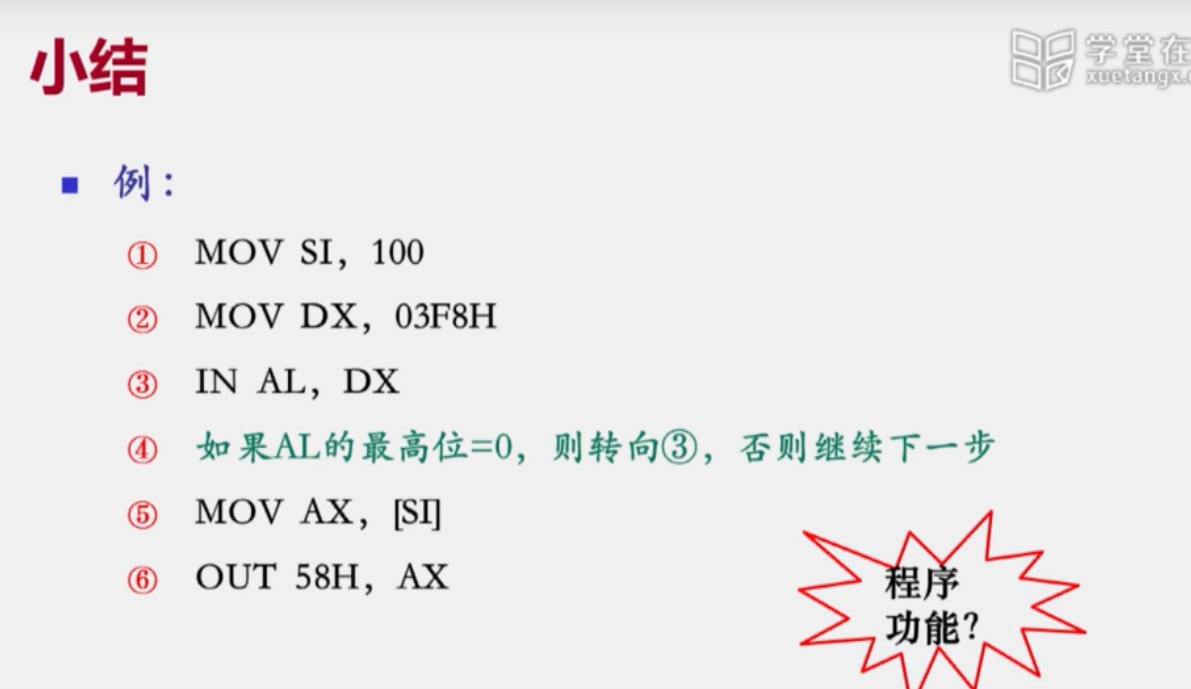 小结
学堂在
xuetangx.
■ 例：
① MOV SI，100
② MOV DX，03F8H
③ IN AL，DX
④ 如果AL的最高位=0，则转向③，否则继续下一步
⑤ MOV AX，[SI]
⑥ OUT 58H，AX
程序
功能？